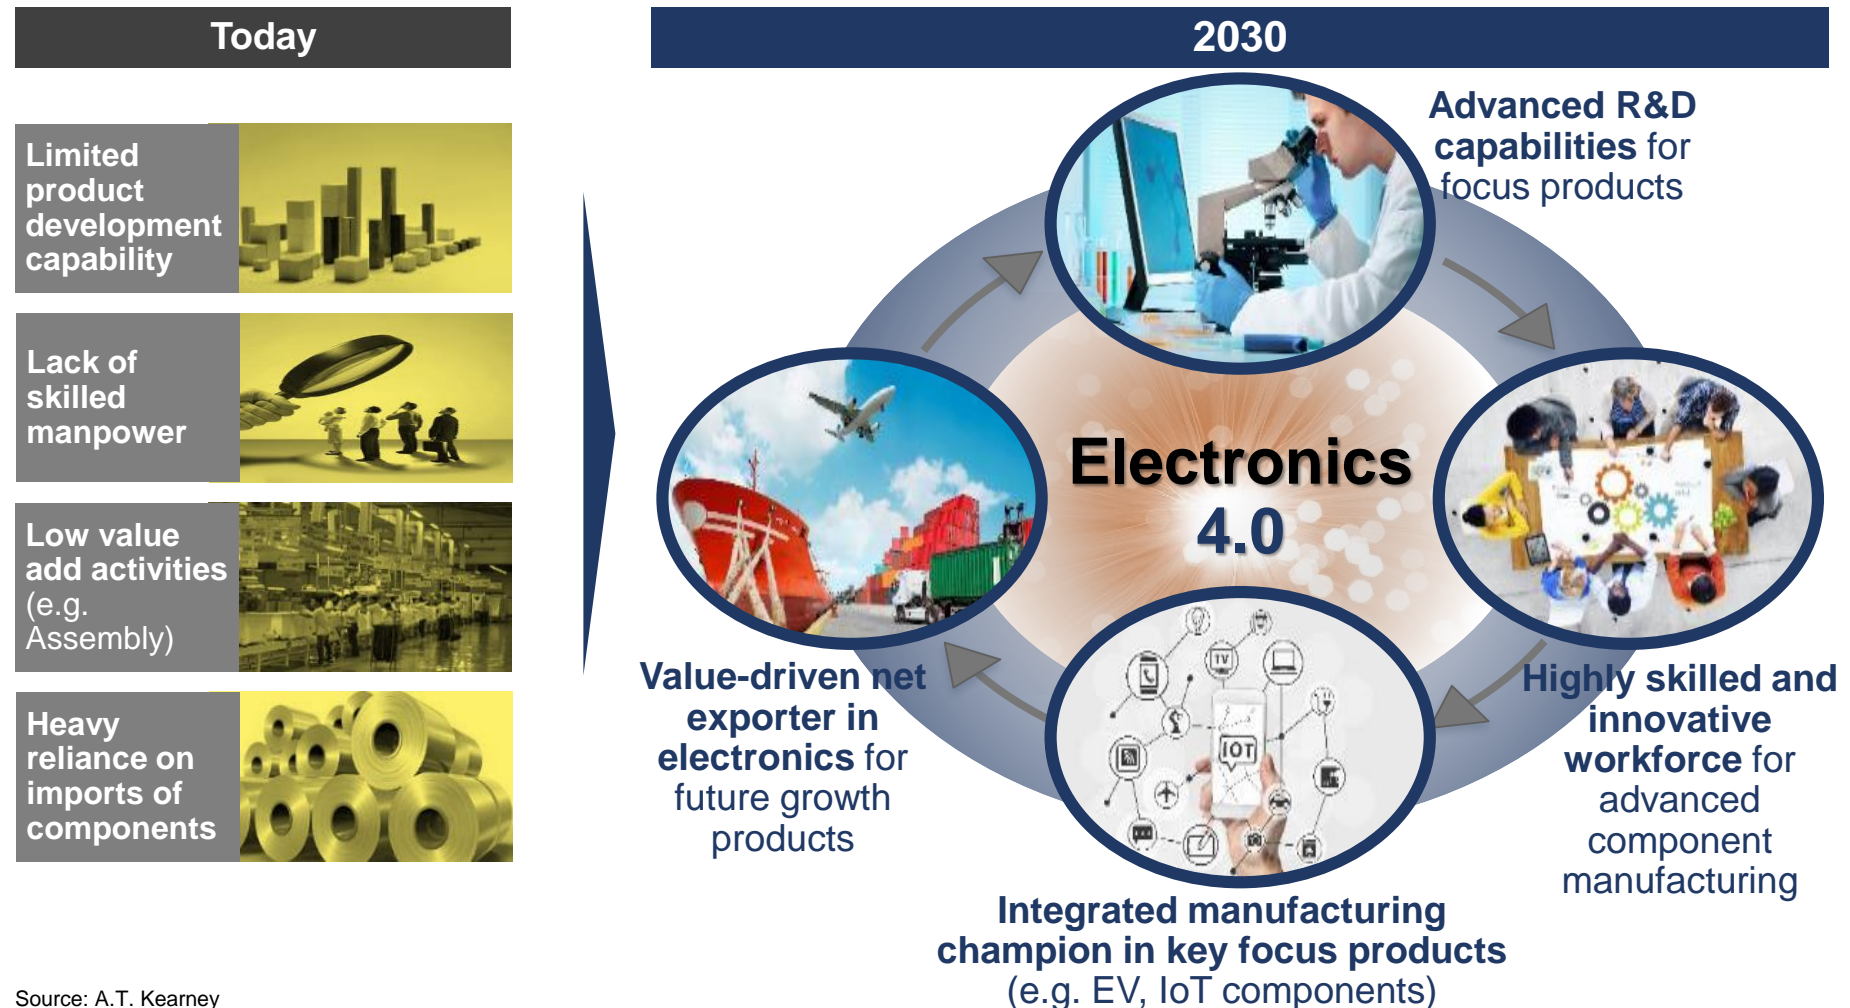 Today
2030
Limited
product
development
capability
Lack of
skilled
manpower
Low value
add activities
(e.g.
Assembly)
Heavy
reliance on
imports of
components
Advanced R&D
capabilities for
focus products
Electronics
4.0
Highly skilled and
innovative
workforce for
advanced
component
manufacturing
TV
IOT
Integrated manufacturing
champion in key focus products
(e.g. EV, IoT components)
Value-driven net
exporter in
electronics for
future growth
products
Source: A.T. Kearney